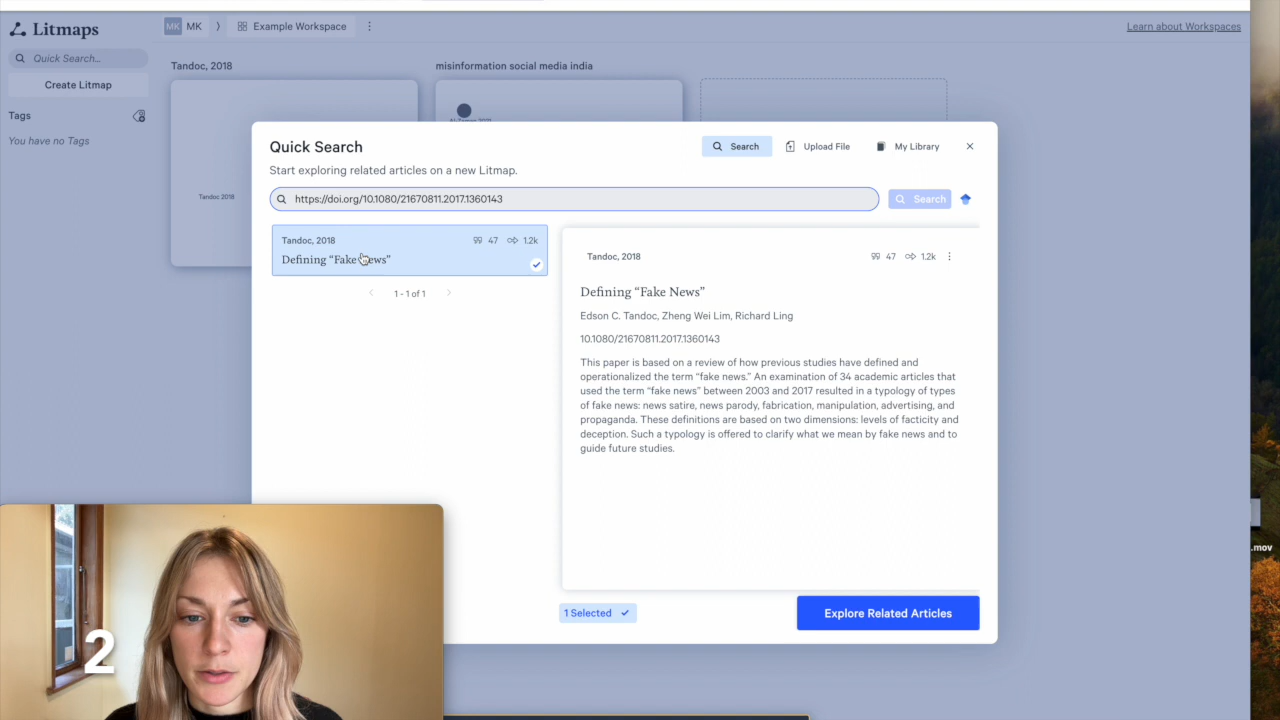 Litmaps
MK MK Example Workspace
Learn about Workspaces
Quick Search...
Create Litmap
Tags
You have no Tags
Tandoc, 2018
misinformation social media india
Tandoc 2018
Quick Search
Search Upload File My Library
Start exploring related articles on a new Litmap.
https://doi.org/10.1080/21670811.2017.1360143
Search
Tandoc, 2018 47 1.2k
Defining “Fake News”
1 - 1 of 1
Tandoc, 2018 47 1.2k
Defining “Fake News”
Edson C. Tandoc, Zheng Wei Lim, Richard Ling
10.1080/21670811.2017.1360143
This paper is based on a review of how previous studies have defined and
operationalized the term “fake news.” An examination of 34 academic articles that
used the term “fake news” between 2003 and 2017 resulted in a typology of types
of fake news: news satire, news parody, fabrication, manipulation, advertising, and
propaganda. These definitions are based on two dimensions: levels of facticity and
deception. Such a typology is offered to clarify what we mean by fake news and to
guide future studies.
1 Selected
Explore Related Articles
.mov
2